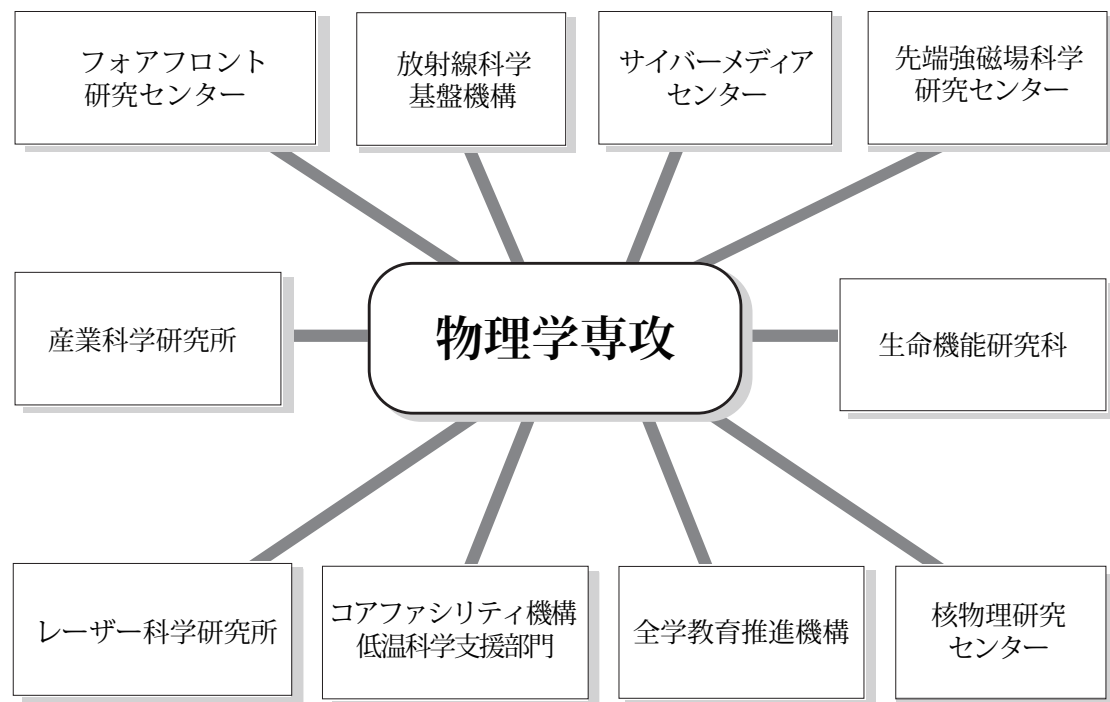 フォアフロント
研究センター
放射線科学
基盤機構
サイバーメディア
センター
先端強磁場科学
研究センター
産業科学研究所
物理学専攻
生命機能研究科
レーザー科学研究所
コアファシリティ機構
低温科学支援部門
全学教育推進機構
核物理研究
センター